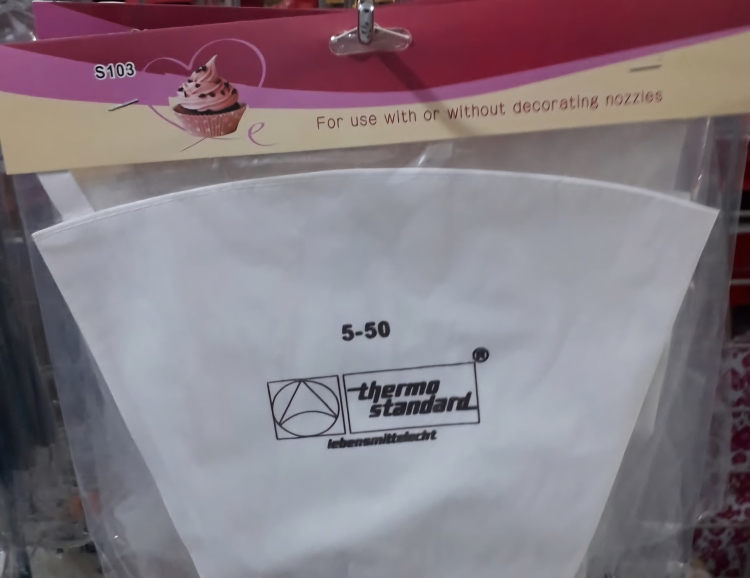 S103
e
For use with or without decorating nozzles
5-50
®
thermo
standard
lebensmittelecht